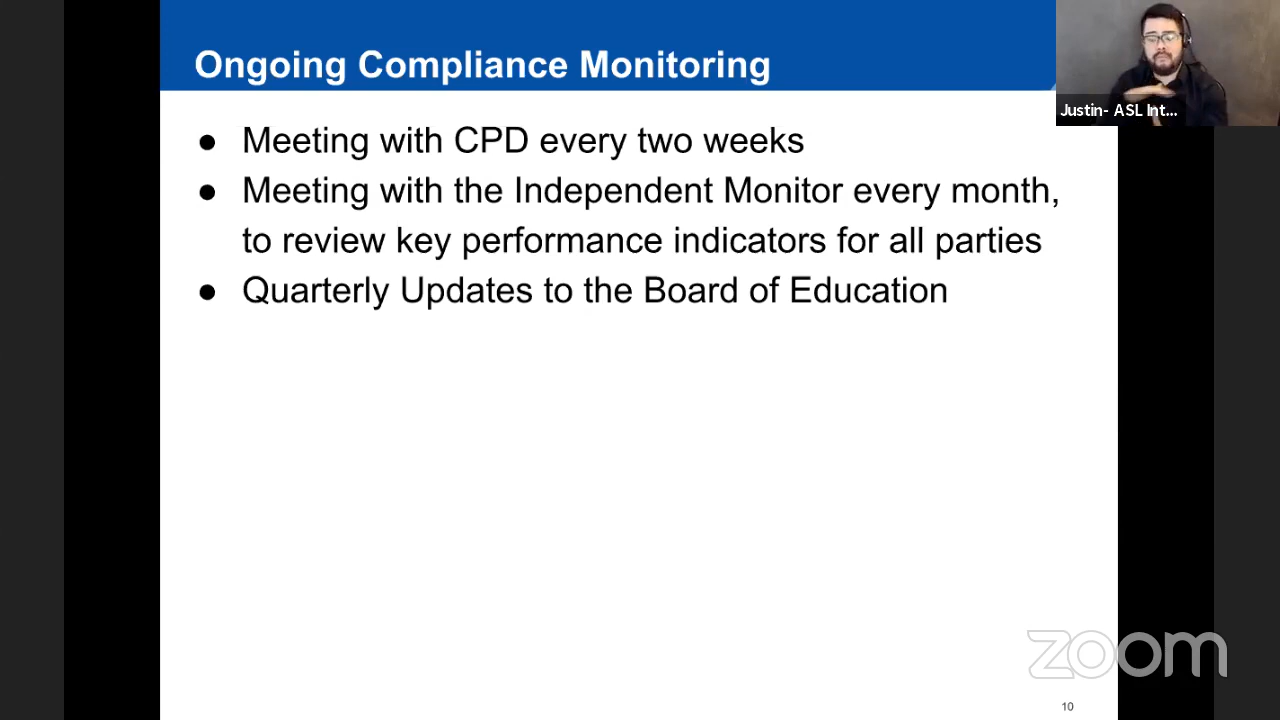 Ongoing Compliance Monitoring
Justin- ASL Int...
● Meeting with CPD every two weeks
● Meeting with the Independent Monitor every month,
to review key performance indicators for all parties
● Quarterly Updates to the Board of Education
zoom
10